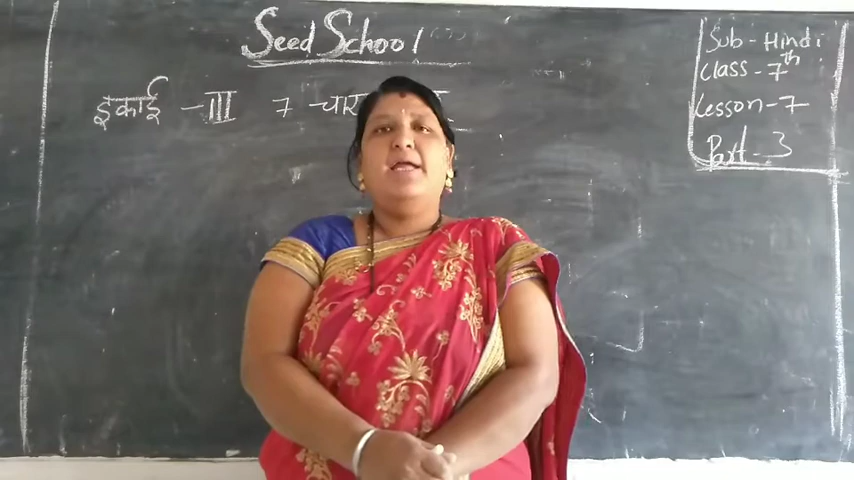 Seed School
इकाई - III 7 - चार
Sub - Hindi
Class - 7th
Lesson - 7
Part - 3